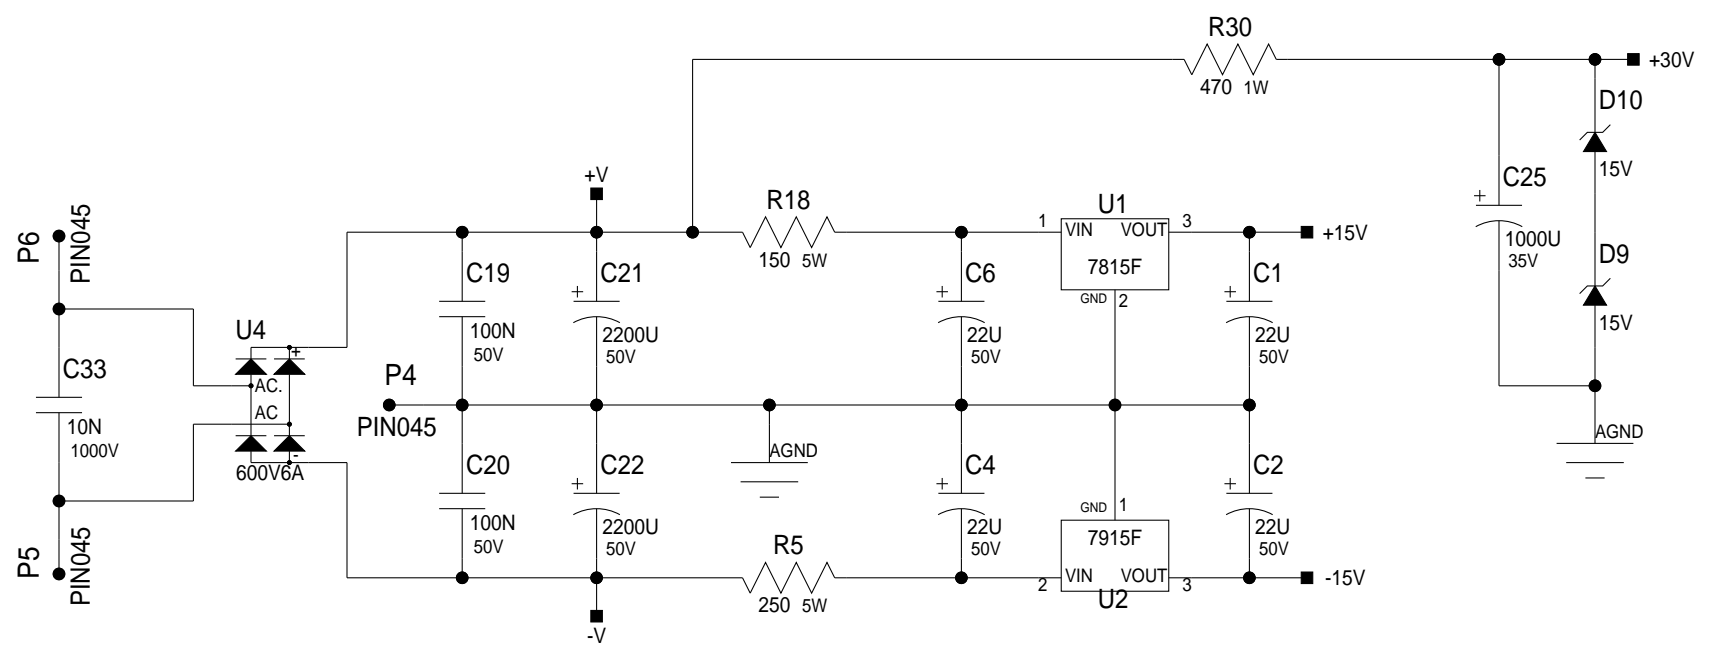 R30
470 1W
+30V
D10
15V
C25
+
1000U
35V
D9
15V
AGND
+V
R18
150 5W
U1
1 VIN VOUT 3
7815F
GND 2
+15V
P6
PIN045
C19
100N
50V
C21
+
2200U
50V
C6
+
22U
50V
C1
+
22U
50V
U4
+
AC.
AC
-
600V6A
C33
10N
1000V
P4
PIN045
AGND
C20
100N
50V
C22
+
2200U
50V
C4
+
22U
50V
C2
+
22U
50V
GND 1
7915F
2 VIN VOUT 3
U2
-15V
R5
250 5W
-V
P5
PIN045